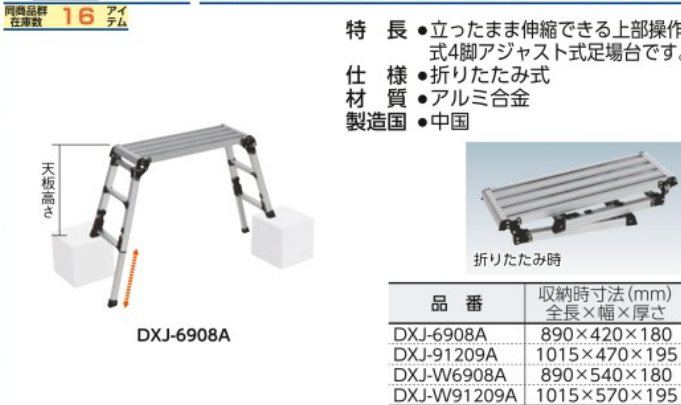 同商品群
在庫数 16 アイテム
特 長 ●立ったまま伸縮できる上部操作
式4脚アジャスト式足場台です。
仕 様 ●折りたたみ式
材 質 ●アルミ合金
製造国 ●中国
天板高さ
DXJ-6908A
折りたたみ時
品 番 収納時寸法(mm)
全長×幅×厚さ
DXJ-6908A 890×420×180
DXJ-91209A 1015×470×195
DXJ-W6908A 890×540×180
DXJ-W91209A 1015×570×195